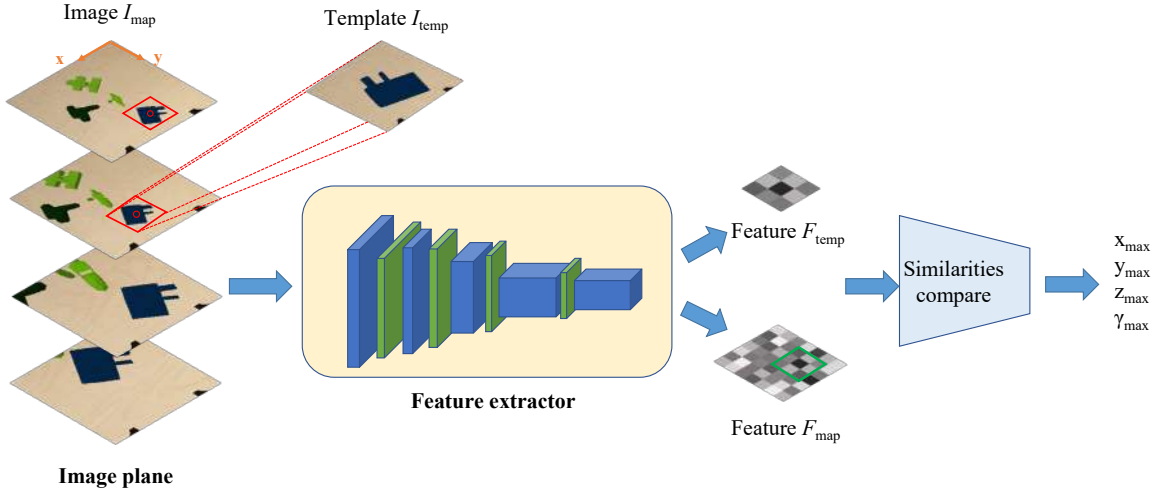 Image I_map
Template I_temp
x
y
Feature F_temp
Similarities
compare
x_max
y_max
z_max
γ_max
Feature extractor
Feature F_map
Image plane